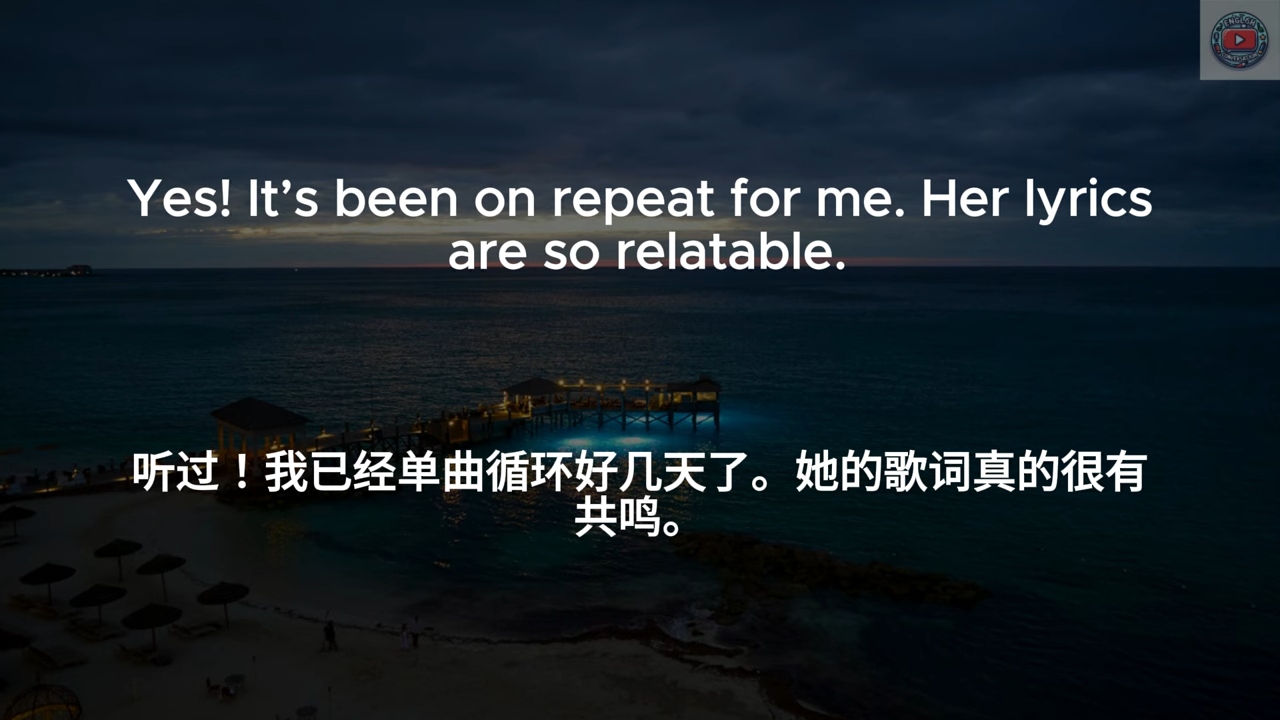 Yes! It’s been on repeat for me. Her lyrics
are so relatable.
听过！我已经单曲循环好几天了。她的歌词真的很有
共鸣。